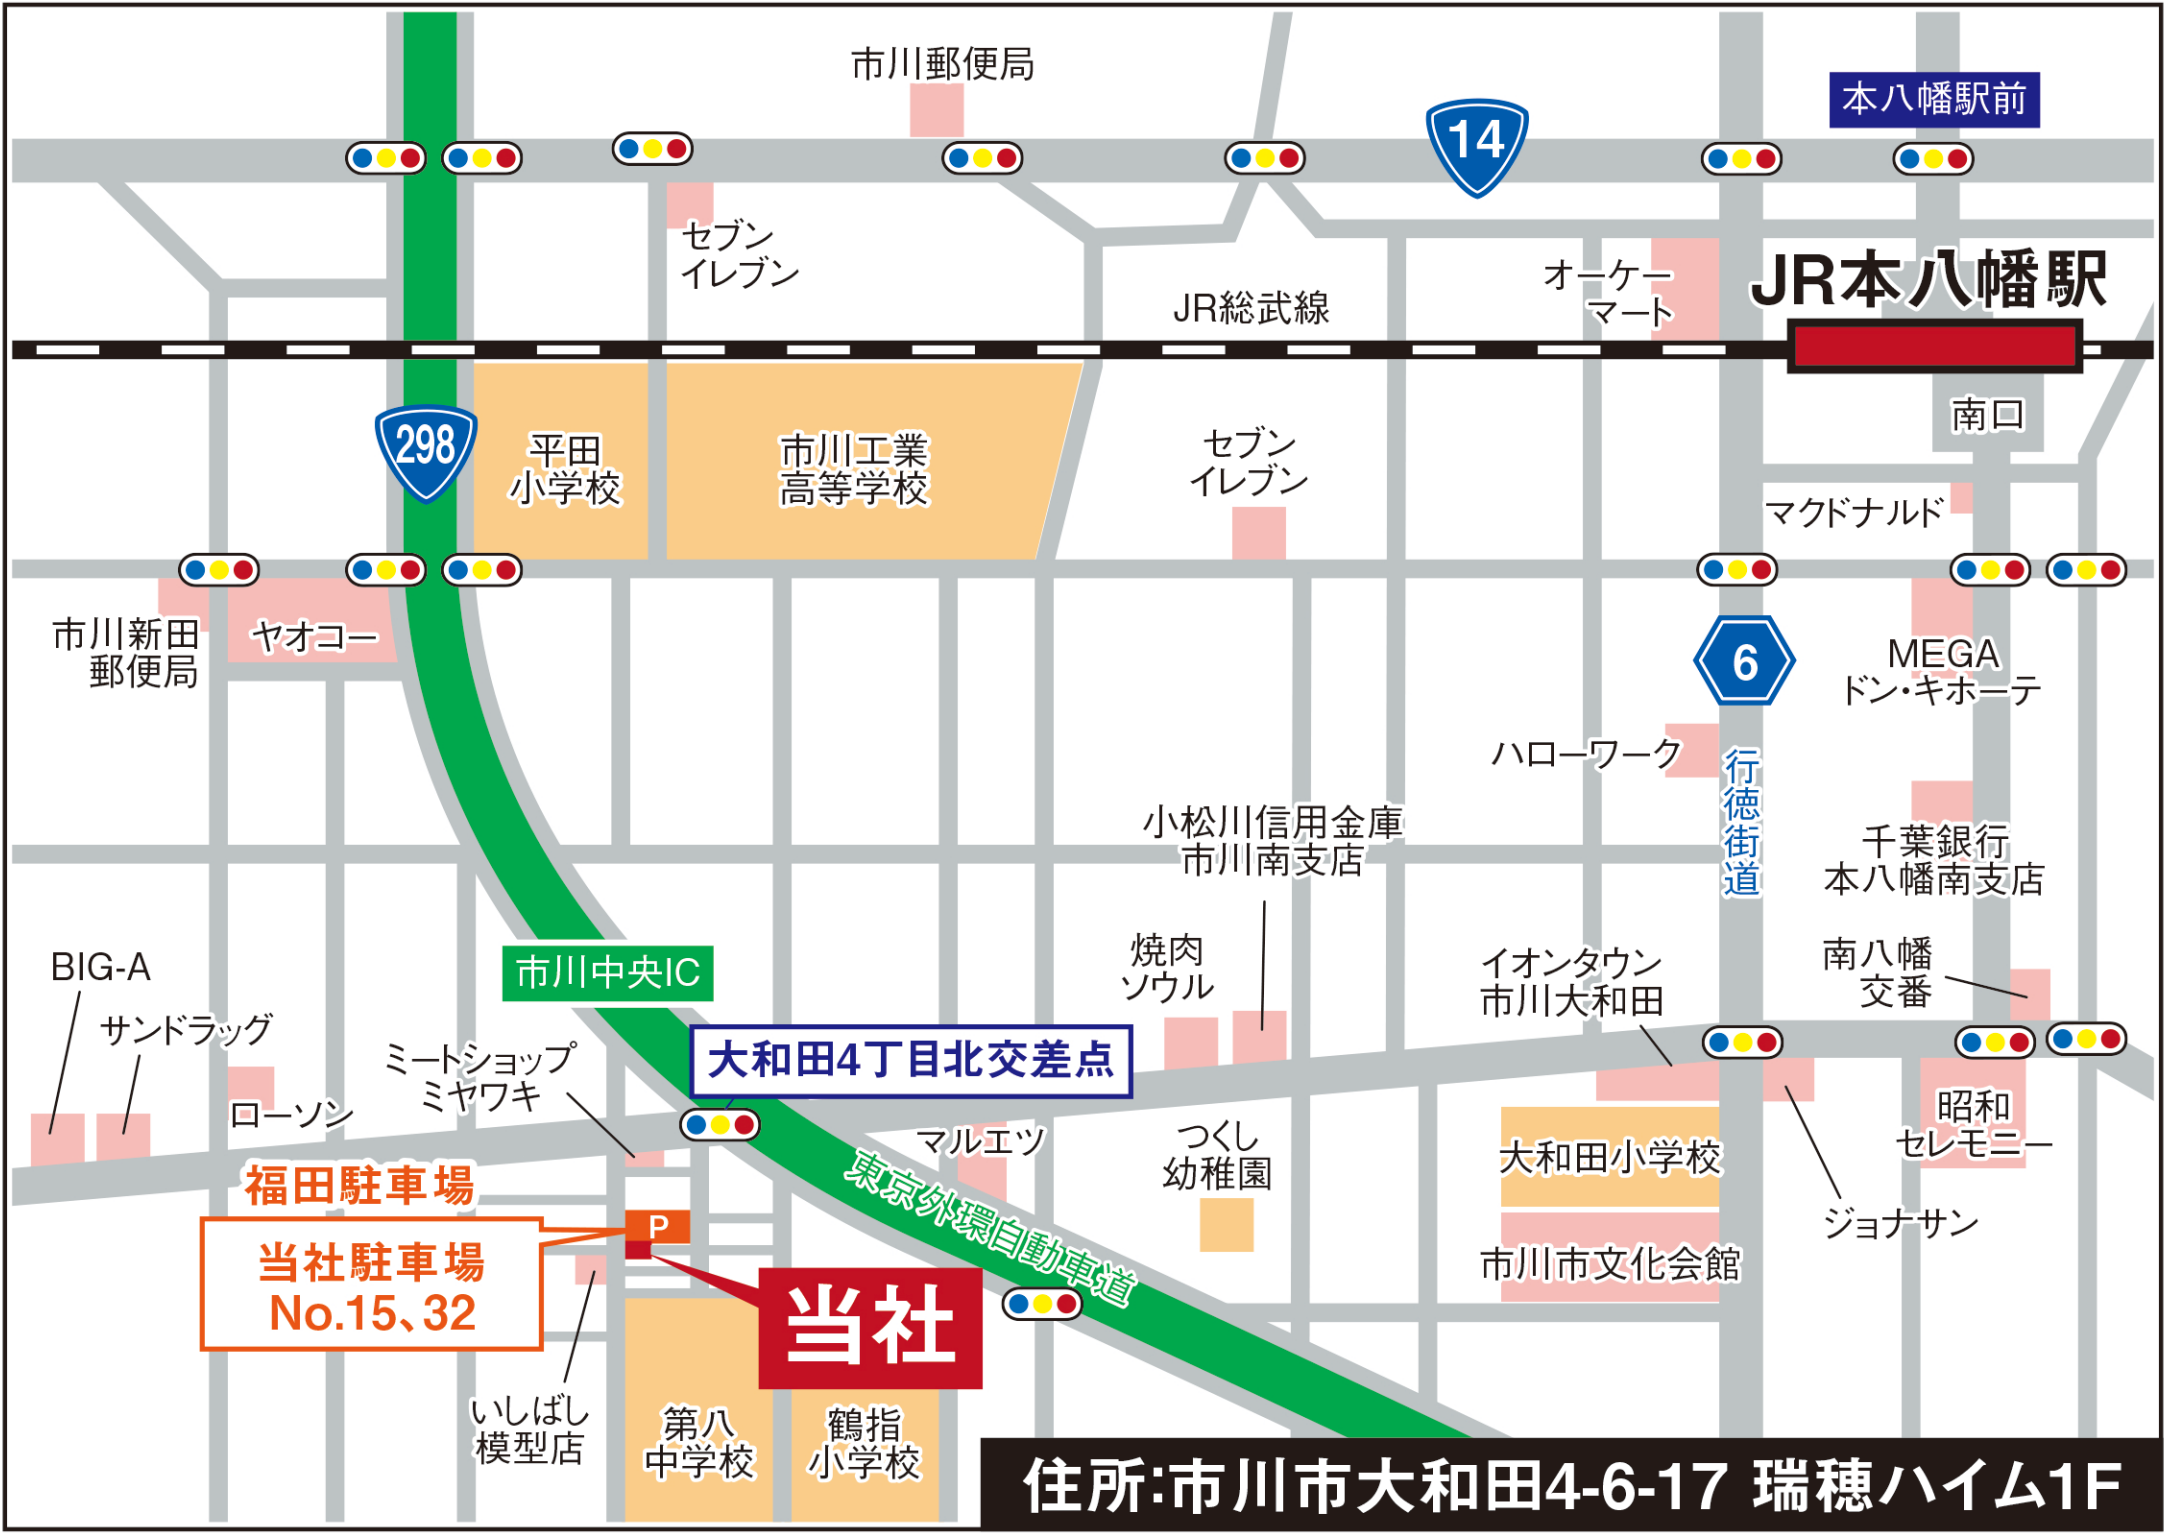 市川郵便局
14
本八幡駅前
セブン
イレブン
JR総武線
オーケー
マート
JR本八幡駅
298
平田
小学校
市川工業
高等学校
セブン
イレブン
南口
マクドナルド
市川新田
郵便局
ヤオコー
6
MEGA
ドン・キホーテ
ハローワーク
行徳街道
小松川信用金庫
市川南支店
千葉銀行
本八幡南支店
BIG-A
サンドラッグ
市川中央IC
焼肉
ソウル
イオンタウン
市川大和田
南八幡
交番
ミートショップ
ミヤワキ
大和田4丁目北交差点
ローソン
マルエツ
つくし
幼稚園
大和田小学校
昭和
セレモニー
福田駐車場
P
東京外環自動車道
ジョナサン
当社駐車場
No.15、32
市川市文化会館
当社
いしばし
模型店
第八
中学校
鶴指
小学校
住所:市川市大和田4-6-17 瑞穂ハイム1F